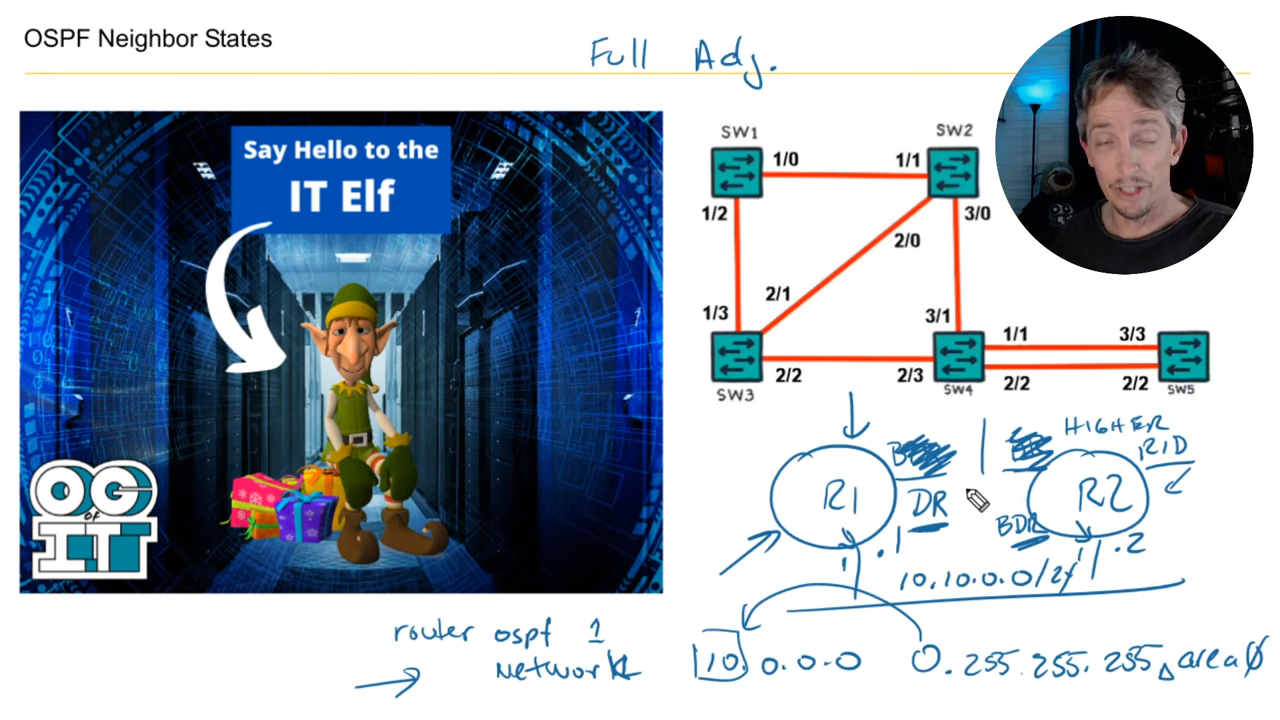 OSPF Neighbor States
Full Adj.
Say Hello to the
IT Elf
OG
OF
IT
SW1
SW2
1/0
1/1
1/2
3/0
2/0
2/1
1/3
3/1
1/1
3/3
2/2
2/3
2/2
2/2
SW3
SW4
SW5
HIGHER
RID
R1
DR
R2
BDR
.1
.2
10.10.0.0/24
router ospf 1
network 10.0.0.0 0.255.255.255 area 0